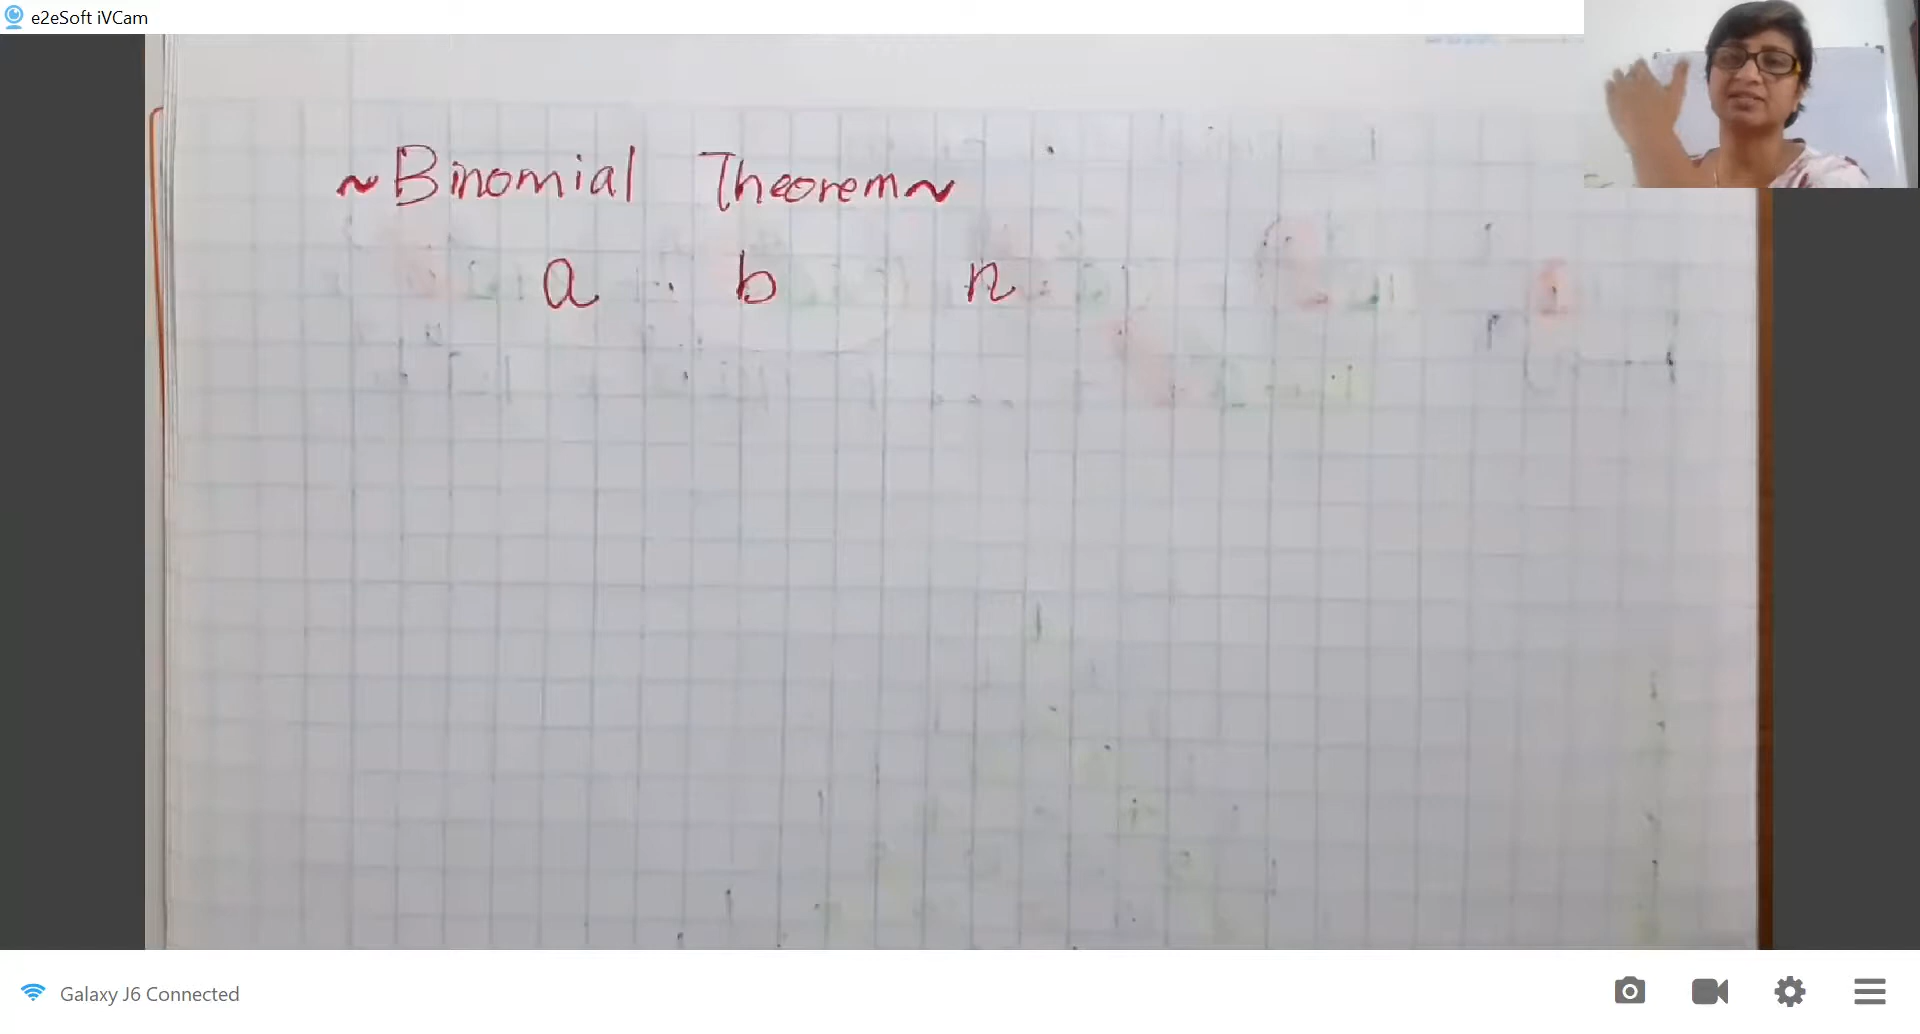 e2eSoft iVCam
~Binomial Theorem~
a b n
Galaxy J6 Connected